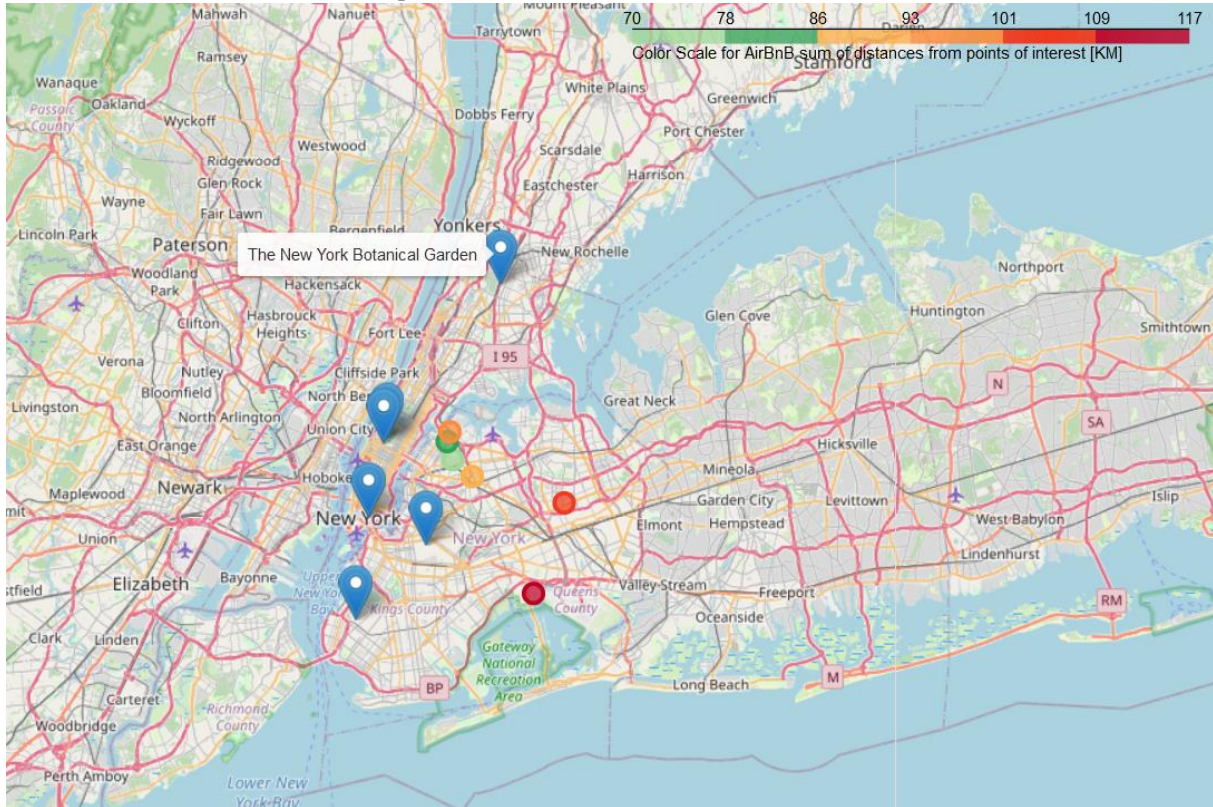 Mahwah
Nanuet
Mount Pleasant
70 78 86 93 101 109 117
Tarrytown
Darien
Color Scale for AirBnB sum of distances from points of interest [KM]
Ramsey
Stamford
Wanaque
White Plains
Oakland
Passaic
County
Greenwich
Wyckoff
Dobbs Ferry
Port Chester
Westwood
Scarsdale
Ridgewood
Harrison
Glen Rock
Eastchester
Wayne
Fair Lawn
Bergenfield
Yonkers
Lincoln Park
Paterson
The New York Botanical Garden
New Rochelle
Northport
Woodland
Park
Hackensack
Hasbrouck
Heights
Glen Cove
Huntington
Clifton
Fort Lee
Smithtown
Verona
I 95
Nutley
Cliffside Park
N
Bloomfield
North Be
Livingston
North Arlington
Great Neck
Union City
SA
East Orange
Hicksville
Mineola
Newark
Hoboke
Maplewood
Garden City
Levittown
Islip
New York
Elmont
Hempstead
West Babylon
Union
New York
Lindenhurst
Elizabeth
Bayonne
Upper
New Yo
Bay
Kings County
Queens
County
Valley Stream
Freeport
RM
Oceanside
Clark
Linden
Gateway
National
Recreation
Area
BP
Long Beach
M
Carteret
Richmond
County
Woodbridge
Perth Amboy
Lower New
York Bay